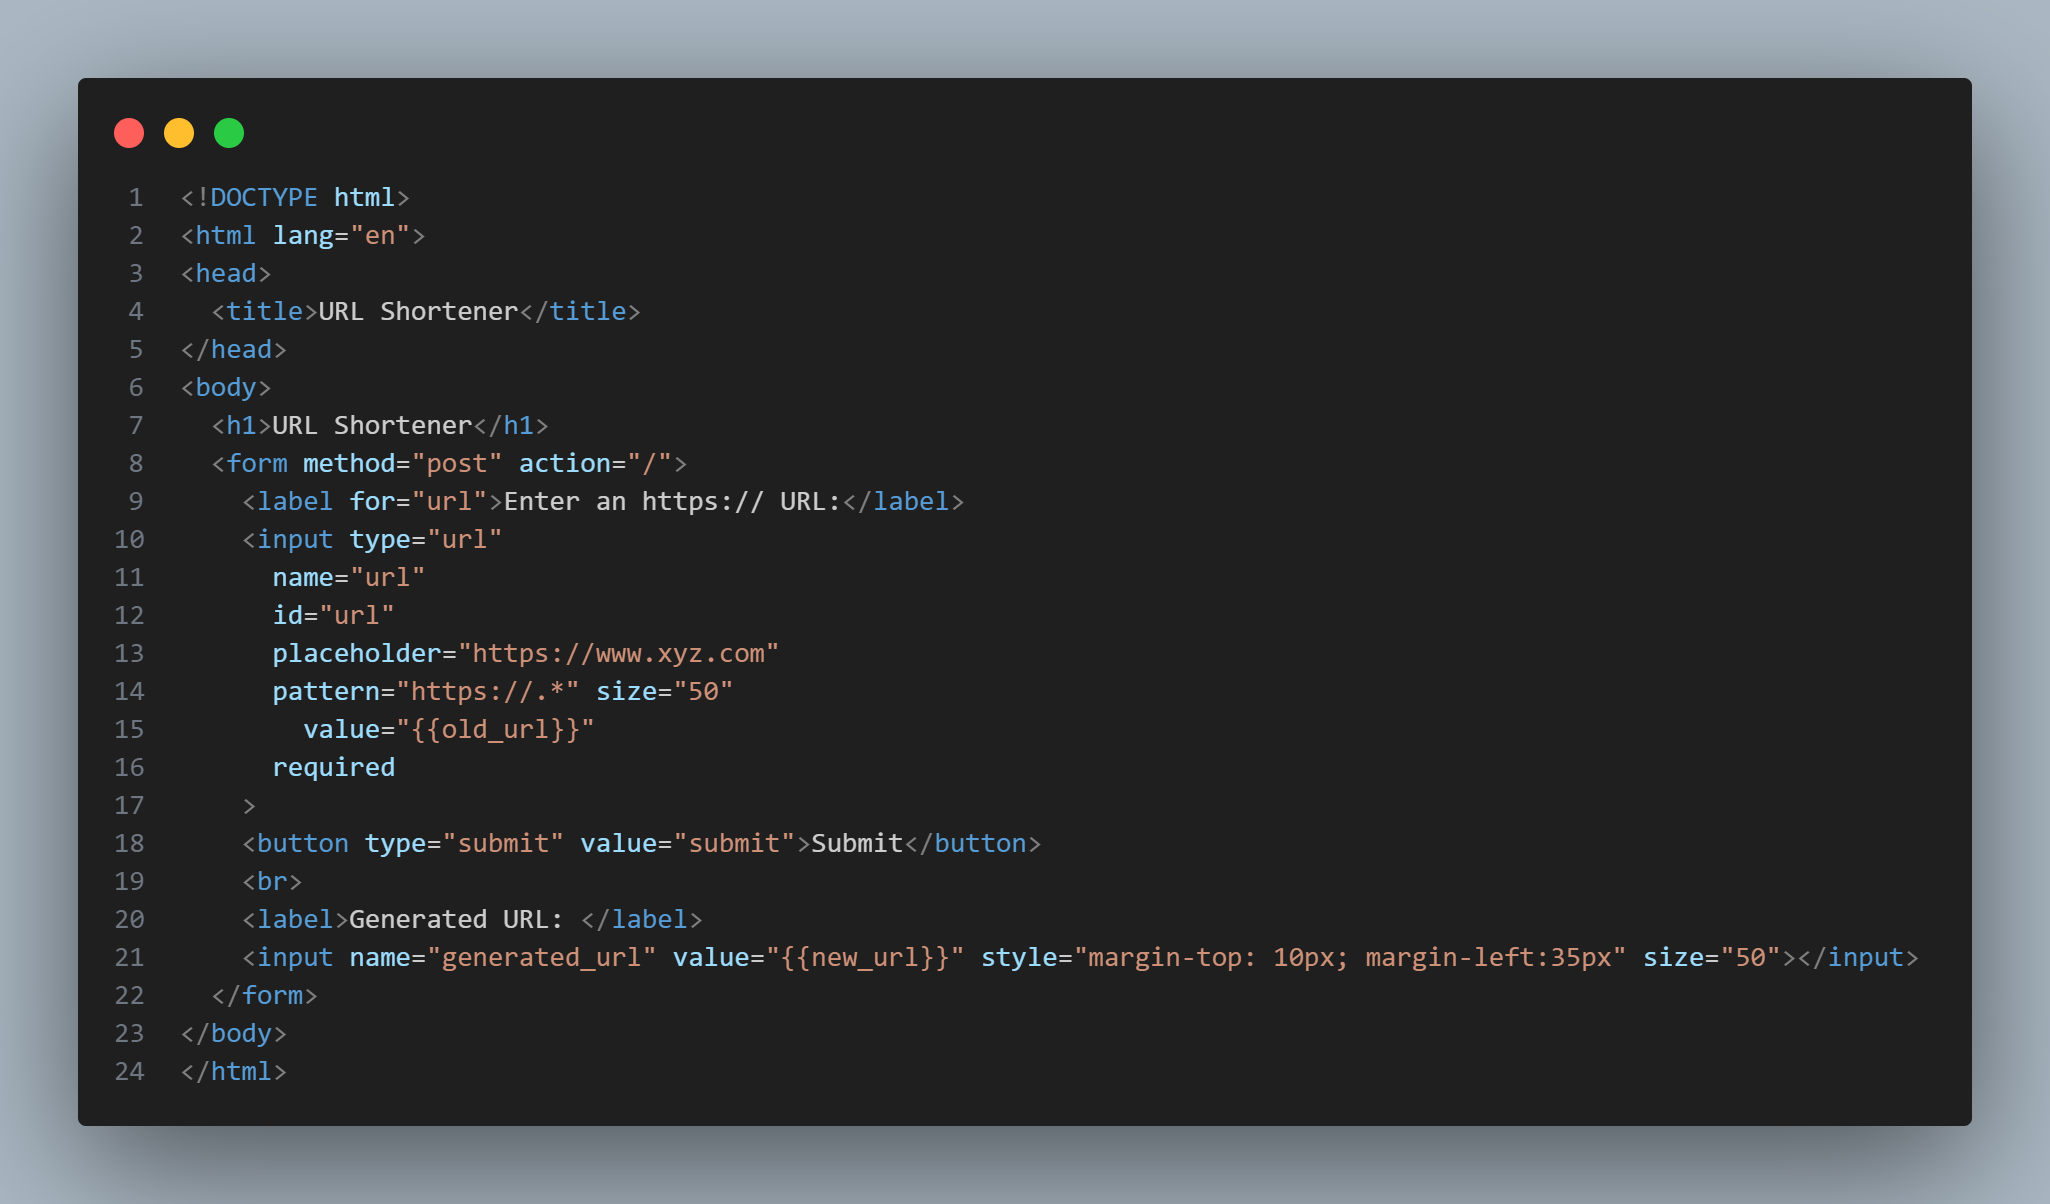 1 <!DOCTYPE html>
2 <html lang="en">
3 <head>
4   <title>URL Shortener</title>
5 </head>
6 <body>
7   <h1>URL Shortener</h1>
8   <form method="post" action="/">
9     <label for="url">Enter an https:// URL:</label>
10     <input type="url"
11       name="url"
12       id="url"
13       placeholder="https://www.xyz.com"
14       pattern="https://.*" size="50"
15         value="{{old_url}}"
16       required
17     >
18     <button type="submit" value="submit">Submit</button>
19     <br>
20     <label>Generated URL: </label>
21     <input name="generated_url" value="{{new_url}}" style="margin-top: 10px; margin-left:35px" size="50"></input>
22   </form>
23 </body>
24 </html>